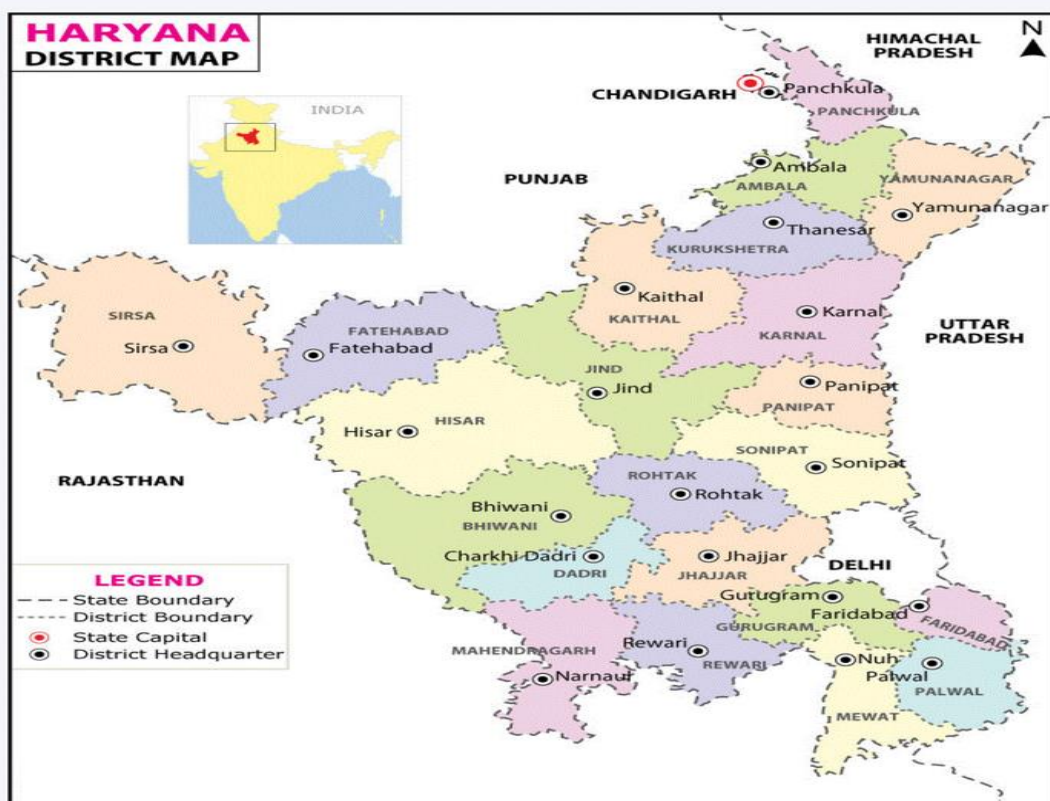 HARYANA
DISTRICT MAP
INDIA
N
HIMACHAL
PRADESH
CHANDIGARH
Panchkula
PANCHKULA
PUNJAB
Ambala
AMBALA
YAMUNANAGAR
Yamunanagar
Thanesar
KURUKSHETRA
Kaithal
KAITHAL
Karnal
KARNAL
UTTAR
PRADESH
SIRSA
Sirsa
FATEHABAD
Fatehabad
JIND
Jind
Panipat
PANIPAT
HISAR
Hisar
SONIPAT
Sonipat
RAJASTHAN
ROHTAK
Rohtak
Bhiwani
BHIWANI
Charkhi Dadri
DADRI
Jhajjar
JHAJJAR
DELHI
Gurugram
GURUGRAM
Faridabad
FARIDABAD
MAHENDRAGARH
Narnaul
Rewari
REWARI
Nuh
MEWAT
Palwal
PALWAL
LEGEND
State Boundary
District Boundary
State Capital
District Headquarter